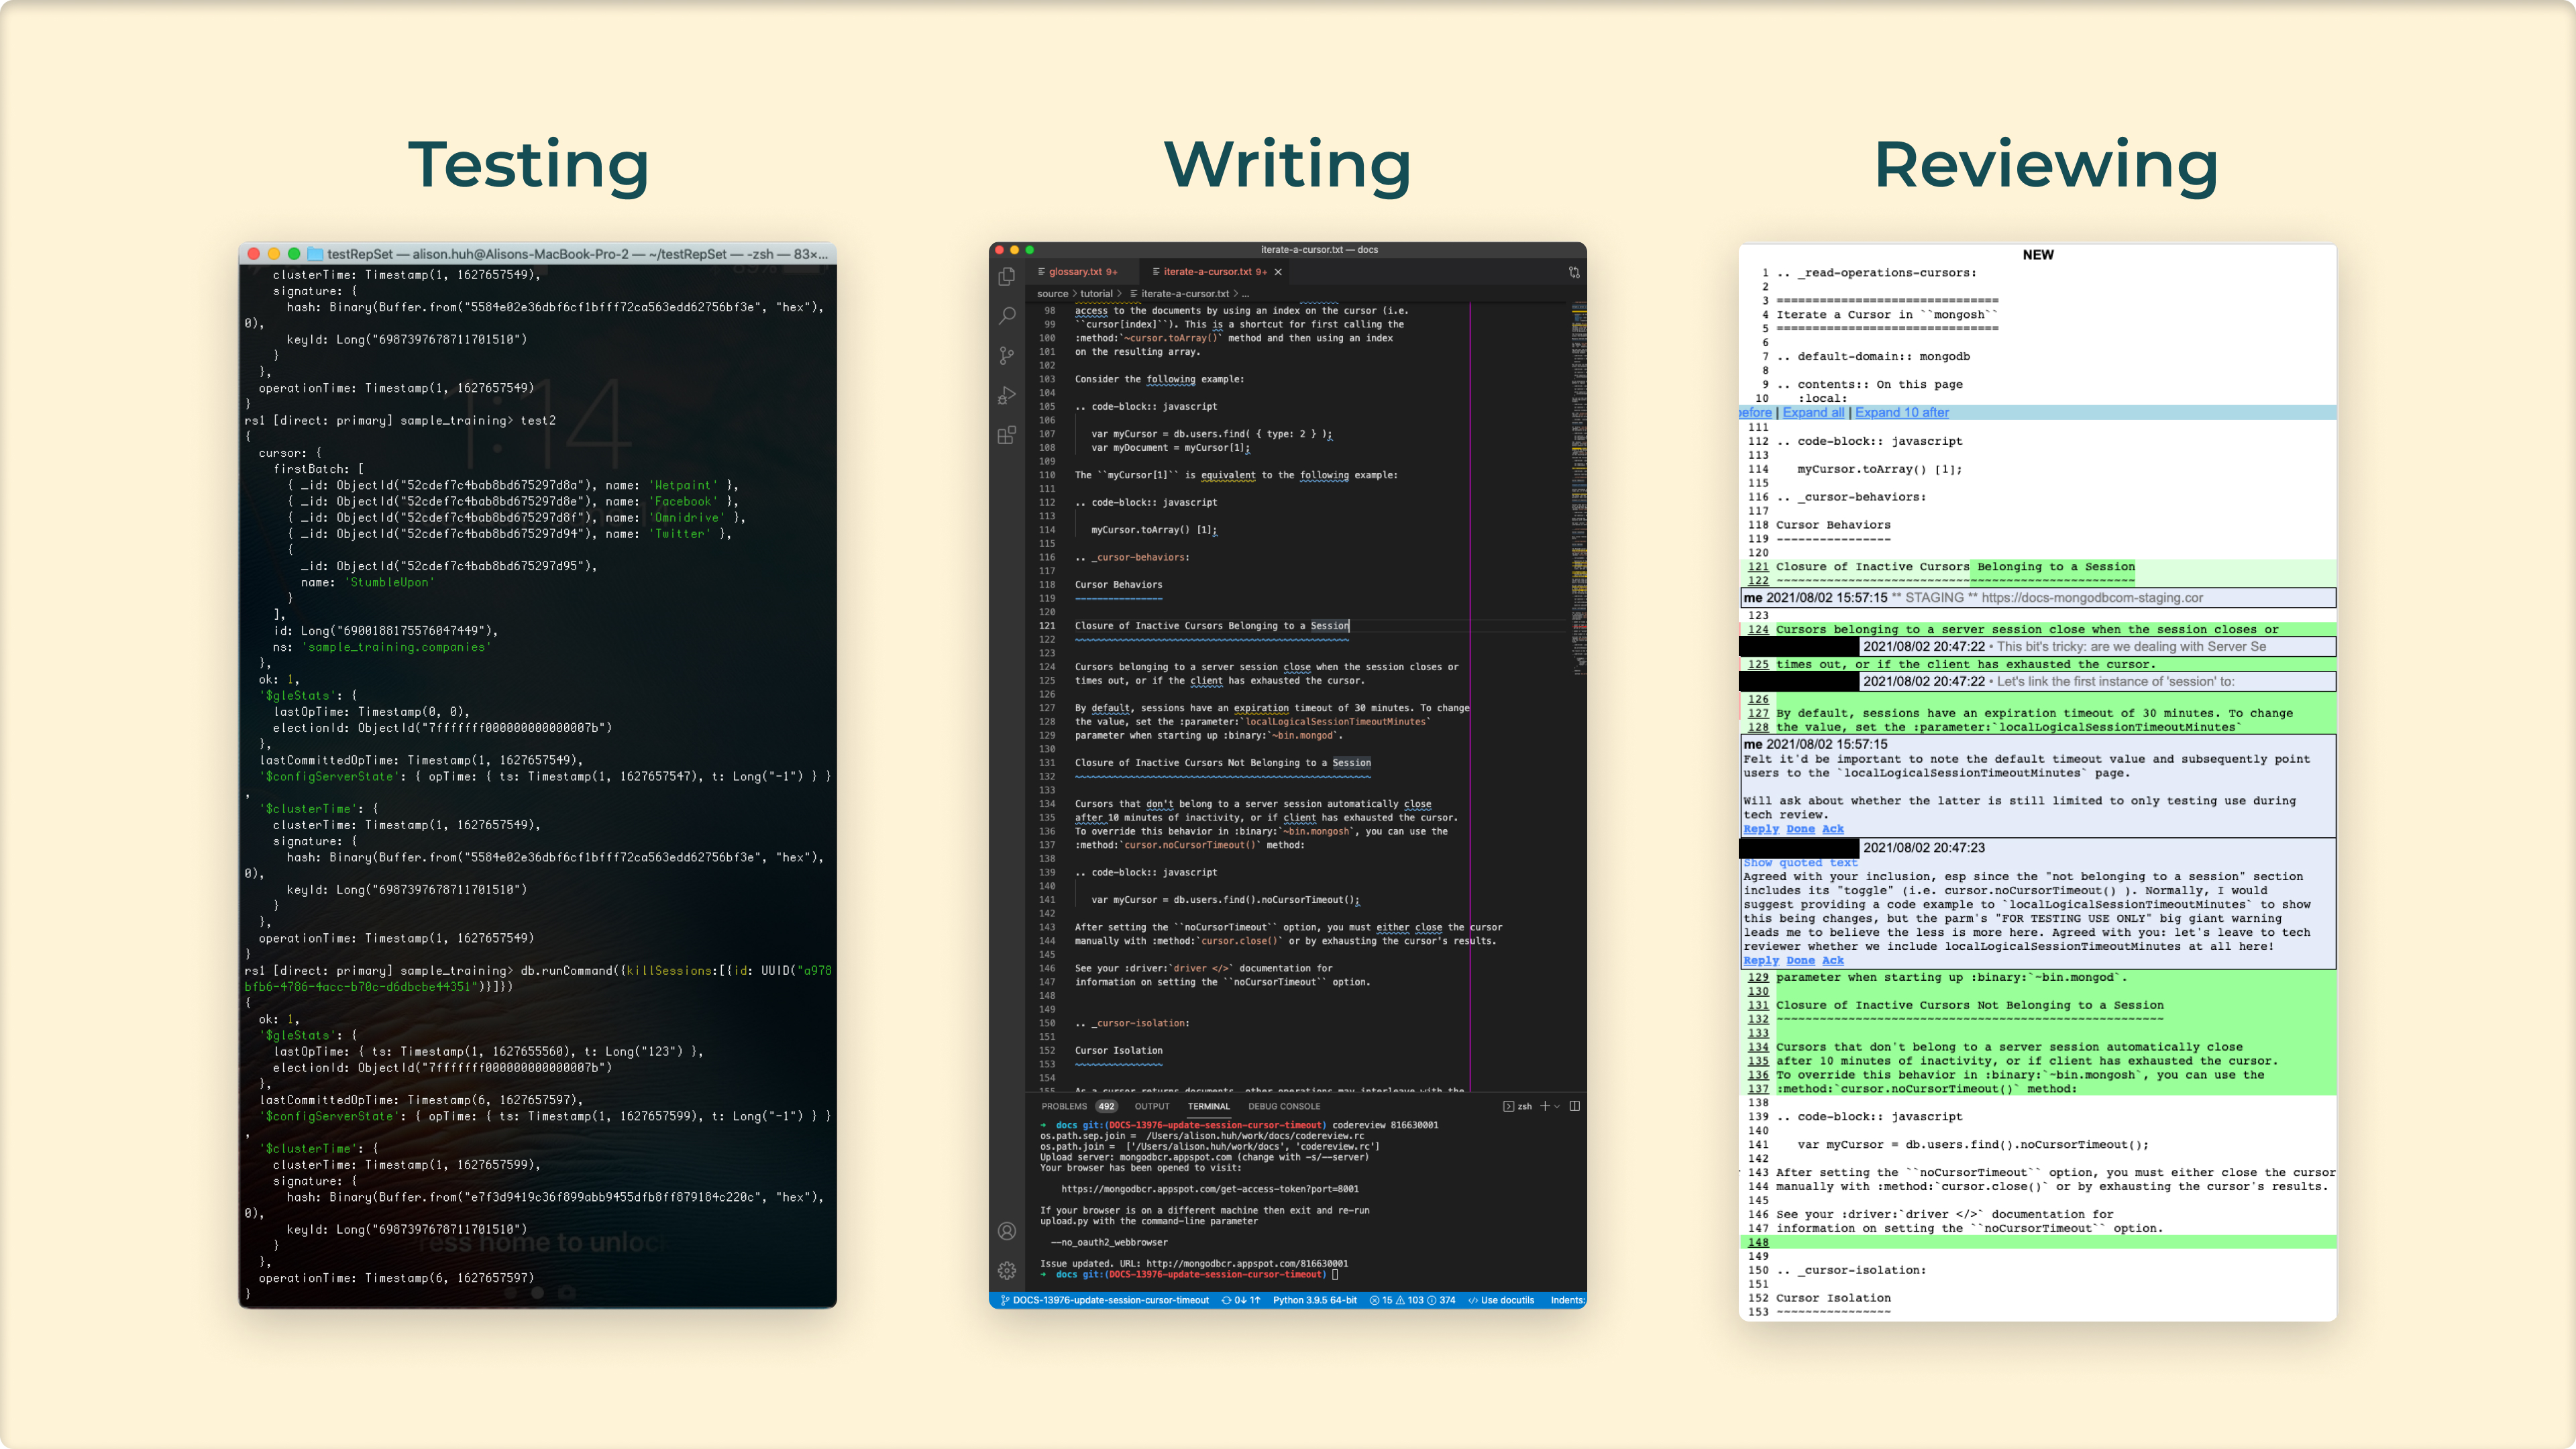 Testing
testRepSet — alison.huh@Alisons-MacBook-Pro-2 — ~/testRepSet — -zsh — 83×...
clusterTime: Timestamp(1, 1627657549),
signature: {
hash: Binary(Buffer.from("5584e02e36dbf6cf1bfff72ca563edd62756bf3e", "hex"),
0),
keyId: Long("6987397678711701510")
}
},
operationTime: Timestamp(1, 1627657549)
}
rs1 [direct: primary] sample_training> test2
{
cursor: {
firstBatch: [
{ _id: ObjectId("52cdef7c4bab8bd675297d8a"), name: 'Wetpaint' },
{ _id: ObjectId("52cdef7c4bab8bd675297d8e"), name: 'Facebook' },
{ _id: ObjectId("52cdef7c4bab8bd675297d8f"), name: 'Omnidrive' },
{ _id: ObjectId("52cdef7c4bab8bd675297d94"), name: 'Twitter' },
{
_id: ObjectId("52cdef7c4bab8bd675297d95"),
name: 'StumbleUpon'
}
],
id: Long("6900188175576047449"),
ns: 'sample_training.companies'
},
ok: 1,
'$gleStats': {
lastOpTime: Timestamp(0, 0),
electionId: ObjectId("7fffffff000000000000007b")
},
lastCommittedOpTime: Timestamp(1, 1627657549),
'$configServerState': { opTime: { ts: Timestamp(1, 1627657547), t: Long("-1") } }
,
'$clusterTime': {
clusterTime: Timestamp(1, 1627657549),
signature: {
hash: Binary(Buffer.from("5584e02e36dbf6cf1bfff72ca563edd62756bf3e", "hex"),
0),
keyId: Long("6987397678711701510")
}
},
operationTime: Timestamp(1, 1627657549)
}
rs1 [direct: primary] sample_training> db.runCommand({killSessions:[{id: UUID("a978
bfb6-4786-4acc-b70c-d6dbcbe44351")}]})
{
ok: 1,
'$gleStats': {
lastOpTime: { ts: Timestamp(1, 1627655560), t: Long("123") },
electionId: ObjectId("7fffffff000000000000007b")
},
lastCommittedOpTime: Timestamp(6, 1627657597),
'$configServerState': { opTime: { ts: Timestamp(1, 1627657599), t: Long("-1") } }
,
'$clusterTime': {
clusterTime: Timestamp(1, 1627657599),
signature: {
hash: Binary(Buffer.from("e7f3d9419c36f899abb9455dfb8ff879184c220c", "hex"),
0),
keyId: Long("6987397678711701510")
}
},
operationTime: Timestamp(6, 1627657597)
}
1:14
ress home to unlock
Writing
iterate-a-cursor.txt — docs
glossary.txt 9+ iterate-a-cursor.txt 9+ ×
source > tutorial > iterate-a-cursor.txt > ...
98 access to the documents by using an index on the cursor (i.e.
99 ``cursor[index]``). This is a shortcut for first calling the
100 :method:`~cursor.toArray()` method and then using an index
101 on the resulting array.
102
103 Consider the following example:
104
105 .. code-block:: javascript
106
107 var myCursor = db.users.find( { type: 2 } );
108 var myDocument = myCursor[1];
109
110 The ``myCursor[1]`` is equivalent to the following example:
111
112 .. code-block:: javascript
113
114 myCursor.toArray() [1];
115
116 .. _cursor-behaviors:
117
118 Cursor Behaviors
119 ----------------
120
121 Closure of Inactive Cursors Belonging to a Session
122 ~~~~~~~~~~~~~~~~~~~~~~~~~~~~~~~~~~~~~~~~~~~~~~~~~~
123
124 Cursors belonging to a server session close when the session closes or
125 times out, or if the client has exhausted the cursor.
126
127 By default, sessions have an expiration timeout of 30 minutes. To change
128 the value, set the :parameter:`localLogicalSessionTimeoutMinutes`
129 parameter when starting up :binary:`~bin.mongod`.
130
131 Closure of Inactive Cursors Not Belonging to a Session
132 ~~~~~~~~~~~~~~~~~~~~~~~~~~~~~~~~~~~~~~~~~~~~~~~~~~~~~~
133
134 Cursors that don't belong to a server session automatically close
135 after 10 minutes of inactivity, or if client has exhausted the cursor.
136 To override this behavior in :binary:`~bin.mongosh`, you can use the
137 :method:`cursor.noCursorTimeout()` method:
138
139 .. code-block:: javascript
140
141 var myCursor = db.users.find().noCursorTimeout();
142
143 After setting the ``noCursorTimeout`` option, you must either close the cursor
144 manually with :method:`cursor.close()` or by exhausting the cursor's results.
145
146 See your :driver:`driver </>` documentation for
147 information on setting the ``noCursorTimeout`` option.
148
149
150 .. _cursor-isolation:
151
152 Cursor Isolation
153 ~~~~~~~~~~~~~~~~
154
155 As a cursor returns documents, other operations may interleave with the
PROBLEMS 492 OUTPUT TERMINAL DEBUG CONSOLE zsh
→ docs git:(DOCS-13976-update-session-cursor-timeout) codereview 816630001
os.path.sep.join = /Users/alison.huh/work/docs/codereview.rc
os.path.join = ['/Users/alison.huh/work/docs', 'codereview.rc']
Upload server: mongodbcr.appspot.com (change with -s/--server)
Your browser has been opened to visit:
https://mongodbcr.appspot.com/get-access-token?port=8001
If your browser is on a different machine then exit and re-run
upload.py with the command-line parameter
--no_oauth2_webbrowser
Issue updated. URL: http://mongodbcr.appspot.com/816630001
→ docs git:(DOCS-13976-update-session-cursor-timeout)
DOCS-13976-update-session-cursor-timeout 0↓ 1↑ Python 3.9.5 64-bit 15 103 374 </> Use docutils Indents:
Reviewing
NEW
1 .. _read-operations-cursors:
2
3 ===============================
4 Iterate a Cursor in ``mongosh``
5 ===============================
6
7 .. default-domain:: mongodb
8
9 .. contents:: On this page
10 :local:
before | Expand all | Expand 10 after
111
112 .. code-block:: javascript
113
114 myCursor.toArray() [1];
115
116 .. _cursor-behaviors:
117
118 Cursor Behaviors
119 ----------------
120
121 Closure of Inactive Cursors Belonging to a Session
122 ~~~~~~~~~~~~~~~~~~~~~~~~~~~~~~~~~~~~~~~~~~~~~~~~~~
me 2021/08/02 15:57:15 ** STAGING ** https://docs-mongodbcom-staging.cor
123
124 Cursors belonging to a server session close when the session closes or
2021/08/02 20:47:22 • This bit's tricky: are we dealing with Server Se
125 times out, or if the client has exhausted the cursor.
2021/08/02 20:47:22 • Let's link the first instance of 'session' to:
126
127 By default, sessions have an expiration timeout of 30 minutes. To change
128 the value, set the :parameter:`localLogicalSessionTimeoutMinutes`
me 2021/08/02 15:57:15
Felt it'd be important to note the default timeout value and subsequently point
users to the `localLogicalSessionTimeoutMinutes` page.
Will ask about whether the latter is still limited to only testing use during
tech review.
Reply Done Ack
2021/08/02 20:47:23
Show quoted text
Agreed with your inclusion, esp since the "not belonging to a session" section
includes its "toggle" (i.e. cursor.noCursorTimeout() ). Normally, I would
suggest providing a code example to `localLogicalSessionTimeoutMinutes` to show
this being changes, but the parm's "FOR TESTING USE ONLY" big giant warning
leads me to believe the less is more here. Agreed with you: let's leave to tech
reviewer whether we include localLogicalSessionTimeoutMinutes at all here!
Reply Done Ack
129 parameter when starting up :binary:`~bin.mongod`.
130
131 Closure of Inactive Cursors Not Belonging to a Session
132 ~~~~~~~~~~~~~~~~~~~~~~~~~~~~~~~~~~~~~~~~~~~~~~~~~~~~~~
133
134 Cursors that don't belong to a server session automatically close
135 after 10 minutes of inactivity, or if client has exhausted the cursor.
136 To override this behavior in :binary:`~bin.mongosh`, you can use the
137 :method:`cursor.noCursorTimeout()` method:
138
139 .. code-block:: javascript
140
141 var myCursor = db.users.find().noCursorTimeout();
142
143 After setting the ``noCursorTimeout`` option, you must either close the cursor
144 manually with :method:`cursor.close()` or by exhausting the cursor's results.
145
146 See your :driver:`driver </>` documentation for
147 information on setting the ``noCursorTimeout`` option.
148
149
150 .. _cursor-isolation:
151
152 Cursor Isolation
153 ~~~~~~~~~~~~~~~~